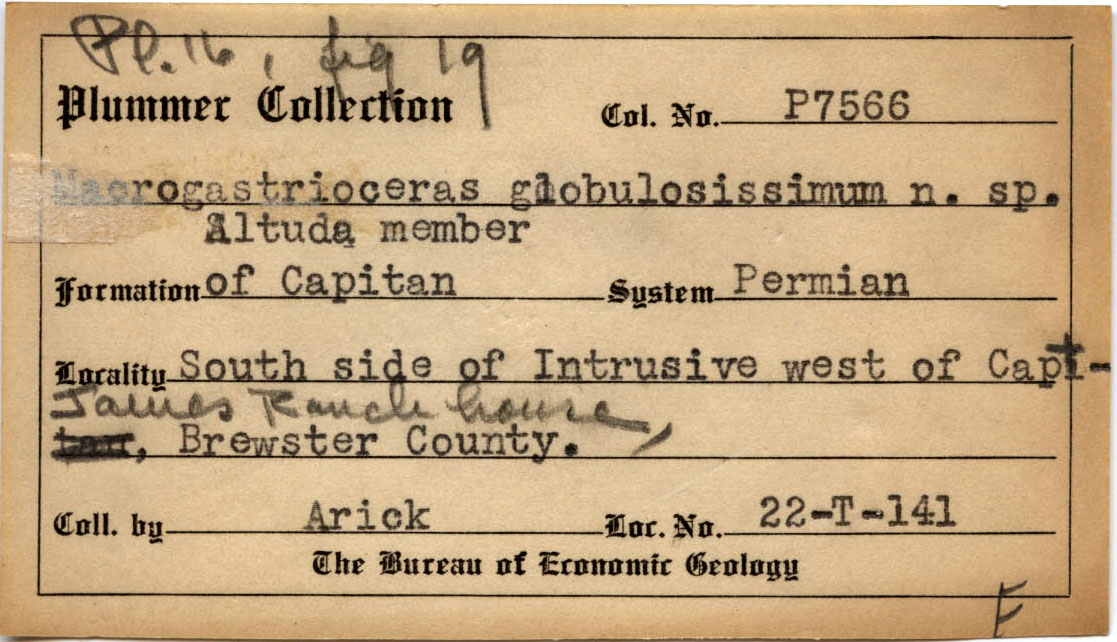 Pl. 16, fig 19
Plummer Collection Col. No. P7566
Macrogastrioceras globulosissimum n. sp.
Altuda member
Formation of Capitan System Permian
Locality South side of Intrusive west of Capt-
James Ranch house,
tan, Brewster County.
Coll. by Arick Loc. No. 22-T-141
The Bureau of Economic Geology
F